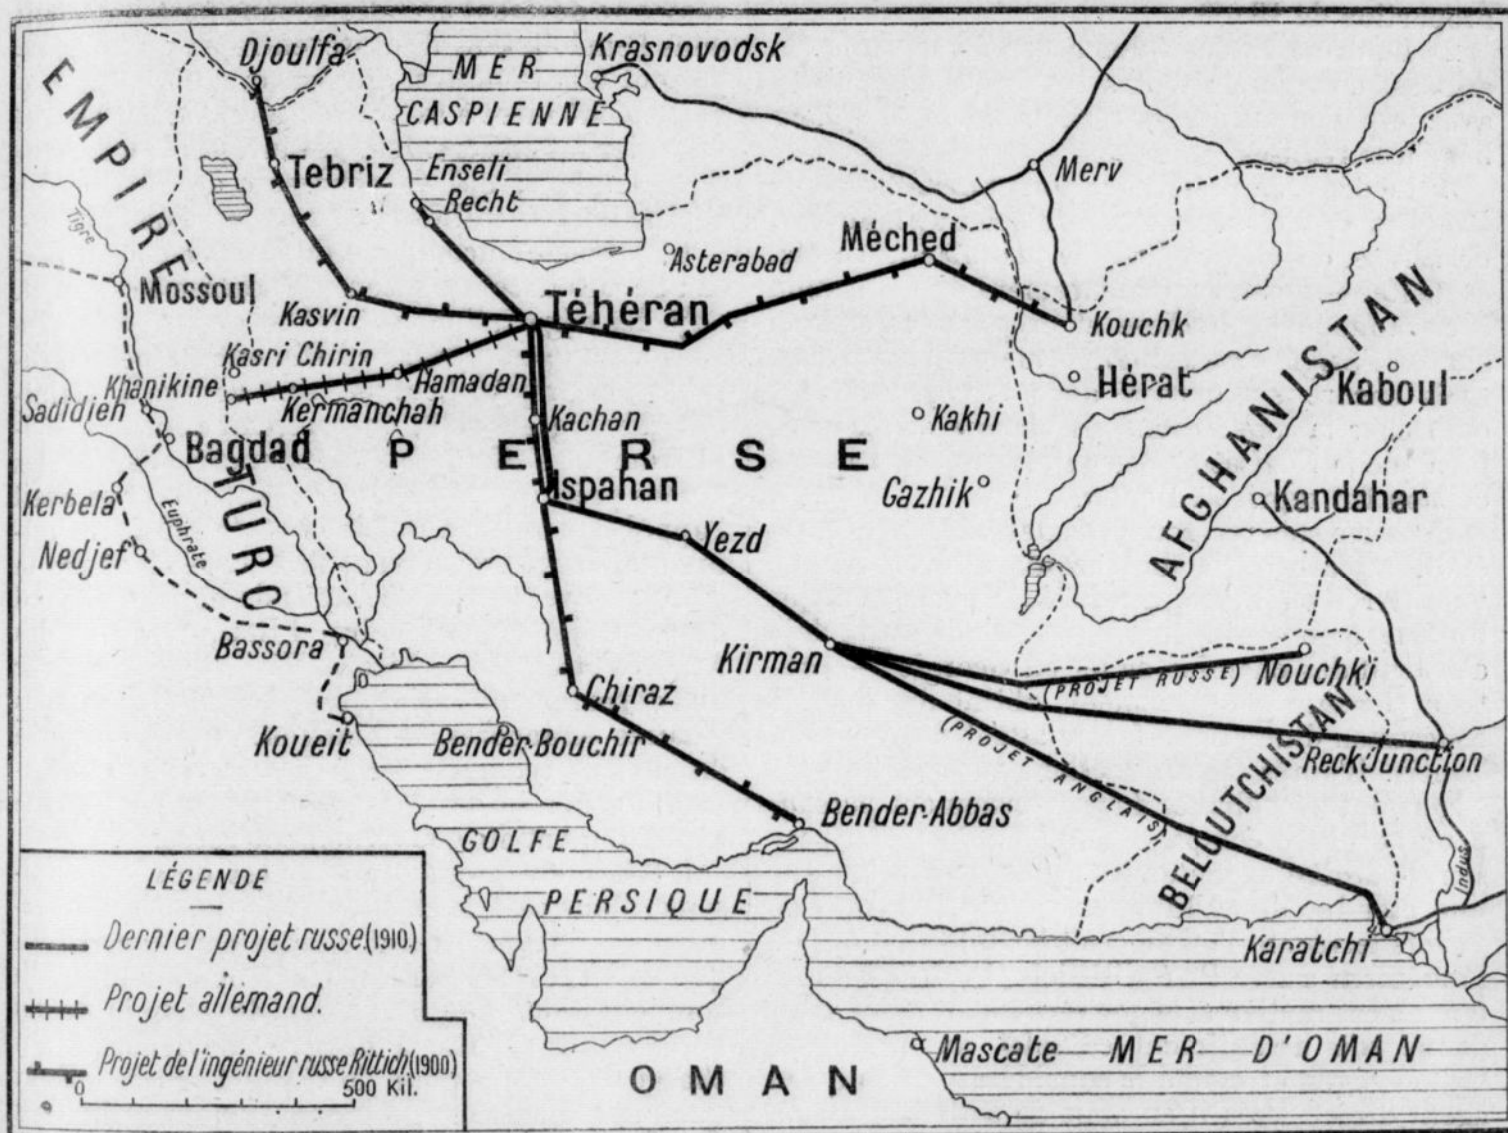 Djoulfa
MER
CASPIENNE
Krasnovodsk
EMPIRE
TURC
Tebriz
Enseli
Recht
Merv
Tigre
Mossoul
Asterabad
Méched
Kasvin
Téhéran
Kouchk
Kasri Chirin
Khanikine
Hamadan
Sadidieh
Kermanchah
Kachan
Kakhi
Hérat
Kaboul
AFGHANISTAN
Bagdad
PERSE
Ispahan
Gazhik
Kandahar
Kerbela
Euphrate
Nedjef
Yezd
Bassora
Kirman
(PROJET RUSSE)
Nouchki
Chiraz
(PROJET ANGLAIS)
BELOUTCHISTAN
Koueit
Bender-Bouchir
Reck Junction
Bender-Abbas
GOLFE
PERSIQUE
Indus
Karatchi
Mascate
MER D'OMAN
OMAN
LÉGENDE
Dernier projet russe.(1910.)
Projet allemand.
Projet de l'ingénieur russe Rittich(1900)
0 500 Kil.